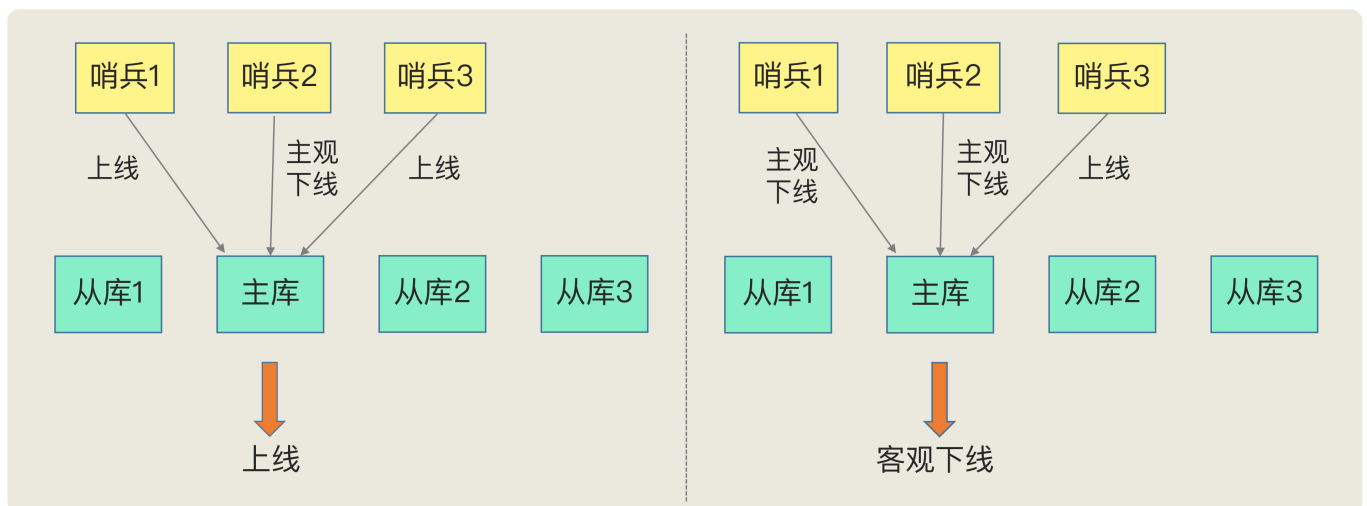 哨兵1
哨兵2
哨兵3
上线
主观
下线
上线
从库1
主库
从库2
从库3
上线
哨兵1
哨兵2
哨兵3
主观
下线
主观
下线
上线
从库1
主库
从库2
从库3
客观下线